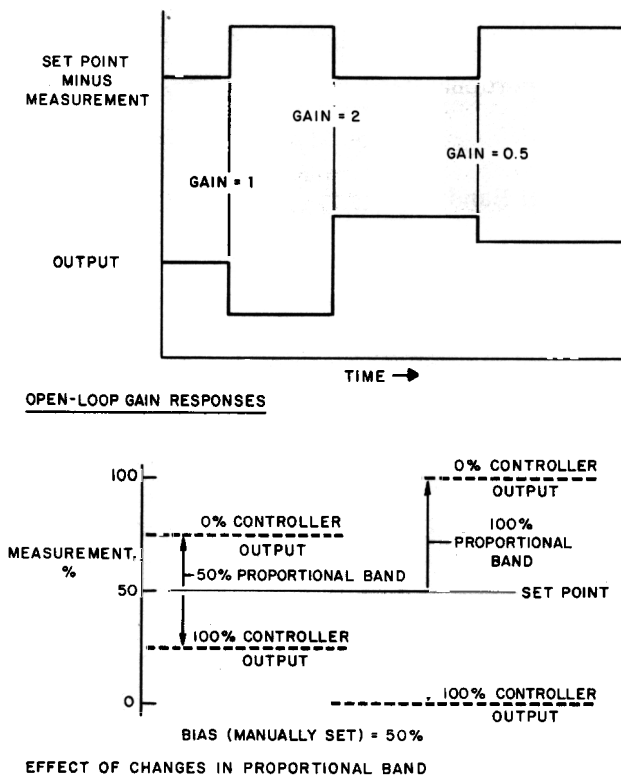 SET POINT
MINUS
MEASUREMENT
GAIN = 2
GAIN = 0.5
GAIN = 1
OUTPUT
TIME →
OPEN-LOOP GAIN RESPONSES
100
0% CONTROLLER
OUTPUT
0% CONTROLLER
OUTPUT
100%
PROPORTIONAL
BAND
MEASUREMENT,
%
50% PROPORTIONAL BAND
50
SET POINT
100% CONTROLLER
OUTPUT
0
100% CONTROLLER
OUTPUT
BIAS (MANUALLY SET) = 50%
EFFECT OF CHANGES IN PROPORTIONAL BAND